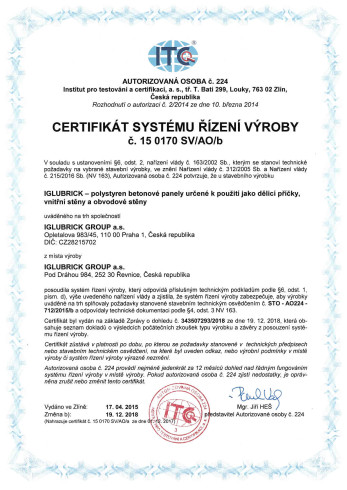 ITC
AUTORIZOVANÁ OSOBA č. 224
Institut pro testování a certifikaci, a. s., tř. T. Bati 299, Louky, 763 02 Zlín,
Česká republika
Rozhodnutí o autorizaci č. 2/2014 ze dne 10. března 2014
CERTIFIKÁT SYSTÉMU ŘÍZENÍ VÝROBY
č. 15 0170 SV/AO/b
V souladu s ustanoveními §6, odst. 2, nařízení vlády č. 163/2002 Sb., kterým se stanoví technické
požadavky na vybrané stavební výrobky, ve znění Nařízení vlády č. 312/2005 Sb. a Nařízení vlády
č. 215/2016 Sb. (NV 163), Autorizovaná osoba č. 224 potvrzuje, že u stavebního výrobku
IGLUBRICK – polystyren betonové panely určené k použití jako dělicí příčky,
vnitřní stěny a obvodové stěny
uváděného na trh společností
IGLUBRICK GROUP a.s.
Opletalova 983/45, 110 00 Praha 1, Česká republika
DIČ: CZ28215702
z místa výroby
IGLUBRICK GROUP a.s.
Pod Dráhou 984, 252 30 Řevnice, Česká republika
posoudila systém řízení výroby, který odpovídá příslušným technickým podkladům podle §6, odst. 1,
písm. d), výše uvedeného nařízení vlády a zjistila, že systém řízení výroby zabezpečuje, aby výrobky
uváděné na trh splňovaly požadavky stanovené stavebním technickým osvědčením č. STO - AO224 -
712/2015/b a odpovídaly technické dokumentaci podle §4, odst. 3 NV 163.
Certifikát byl vydán na základě Zprávy o dohledu č. 343507293/2018 ze dne 19. 12. 2018, která ob-
sahuje seznam dokladů o výsledcích počátečních zkoušek typu výrobku a závěry z posouzení systé-
mu řízení výroby.
Certifikát zůstává v platnosti po dobu, po kterou se požadavky stanovené v technických předpisech
nebo stavebním technickém osvědčení, na které byl uveden odkaz, nebo výrobní podmínky v místě
výroby či systém řízení výroby výrazně nezmění.
Autorizovaná osoba č. 224 provádí nejméně jedenkrát za 12 měsíců dohled nad řádným fungováním
systému řízení výroby v místě výroby. Pokud autorizovaná osoba č. 224 zjistí nedostatky, je opráv-
něna zrušit nebo změnit tento certifikát.
Vydáno ve Zlíně: 17. 04. 2015
Mgr. Jiří HEŠ
Změna b): 19. 12. 2018
představitel Autorizované osoby č. 224
(Nahrazuje certifikát č. 15 0170 SV/AO/a ze dne 01. 12. 2017)
ITC